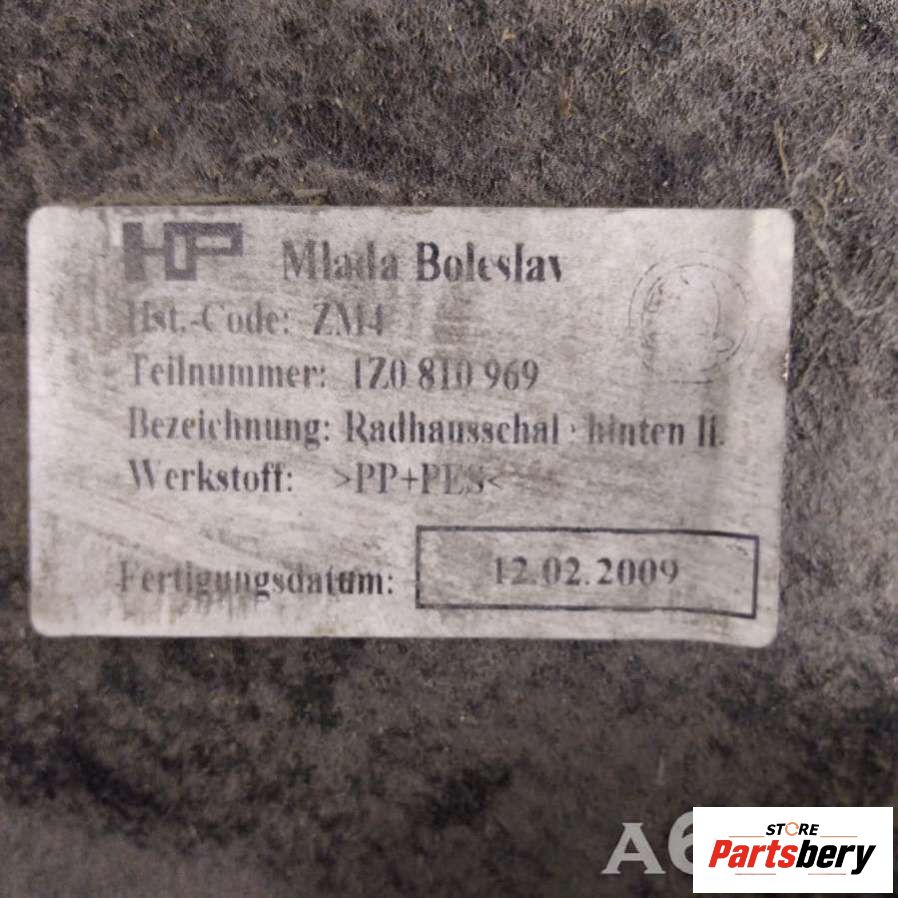 HP Mlada Boleslav
Hst.-Code: ZM4
Teilnummer: 1Z0 810 969
Bezeichnung: Radhausschal hinten li.
Werkstoff: >PP+PES<
Fertigungsdatum: 12.02.2009
A6
STORE
Partsbery